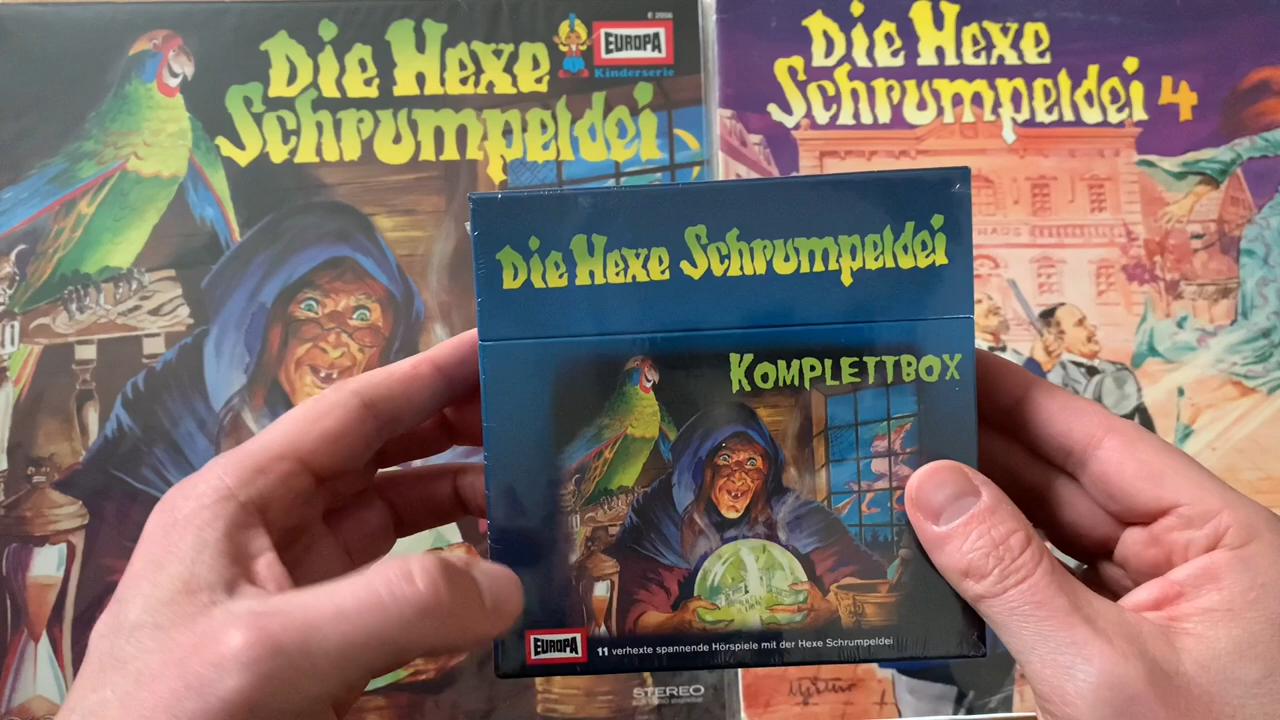 Die Hexe
Schrumpeldei
EUROPA
Kinderserie
E 2056
Die Hexe
Schrumpeldei 4
Die Hexe Schrumpeldei
KOMPLETTBOX
EUROPA
11 verhexte spannende Hörspiele mit der Hexe Schrumpeldei
STEREO